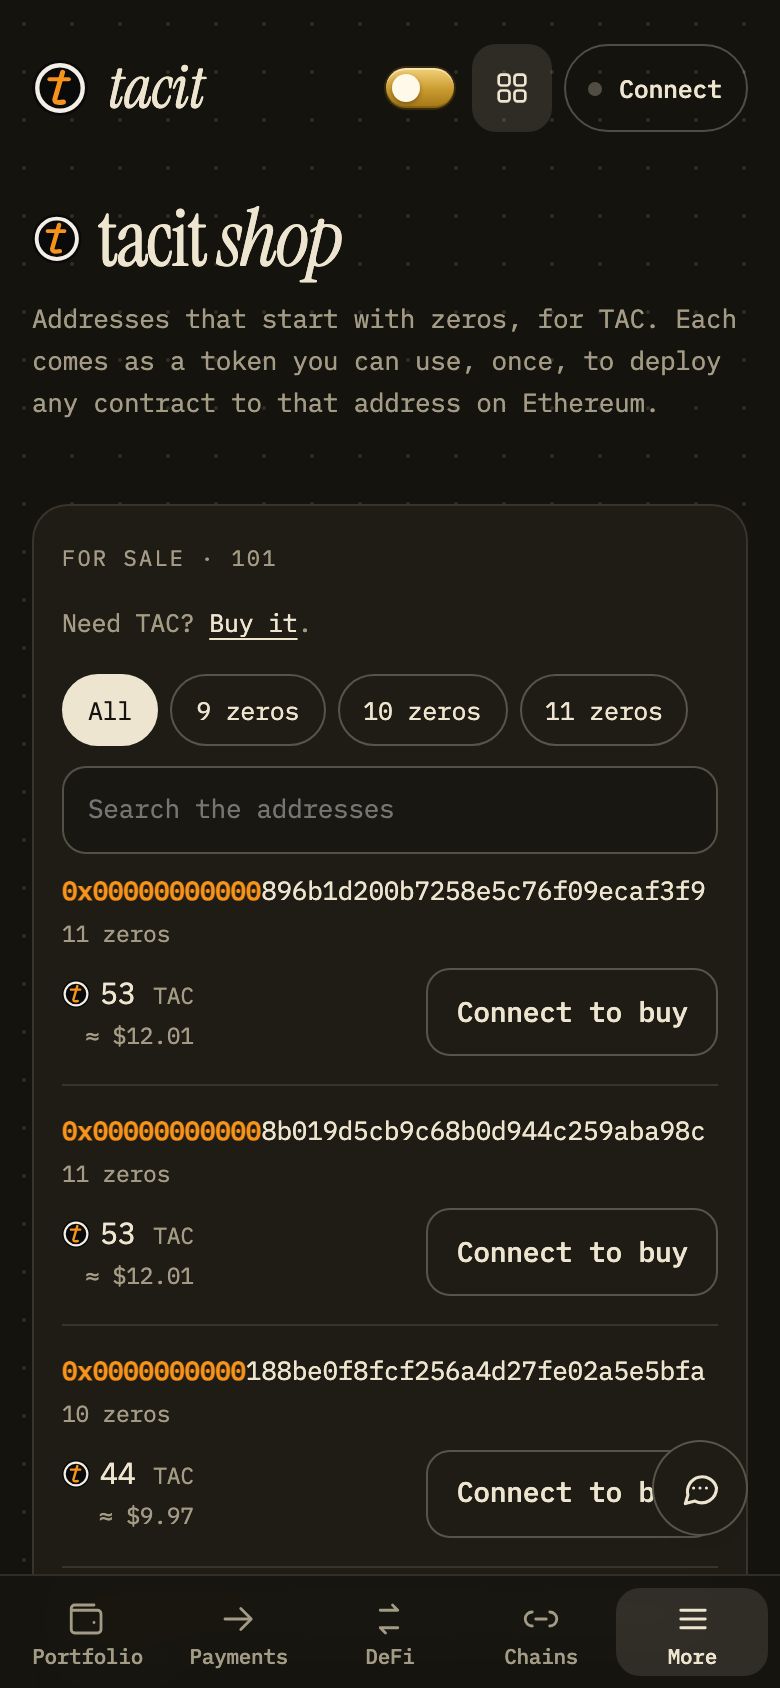 tacit
Connect
tacit shop
Addresses that start with zeros, for TAC. Each
comes as a token you can use, once, to deploy
any contract to that address on Ethereum.
FOR SALE · 101
Need TAC? Buy it.
All
9 zeros
10 zeros
11 zeros
Search the addresses
0x00000000000896b1d200b7258e5c76f09ecaf3f9
11 zeros
53 TAC
≈ $12.01
Connect to buy
0x000000000008b019d5cb9c68b0d944c259aba98c
11 zeros
53 TAC
≈ $12.01
Connect to buy
0x0000000000188be0f8fcf256a4d27fe02a5e5bfa
10 zeros
44 TAC
≈ $9.97
Connect to b
Portfolio
Payments
DeFi
Chains
More